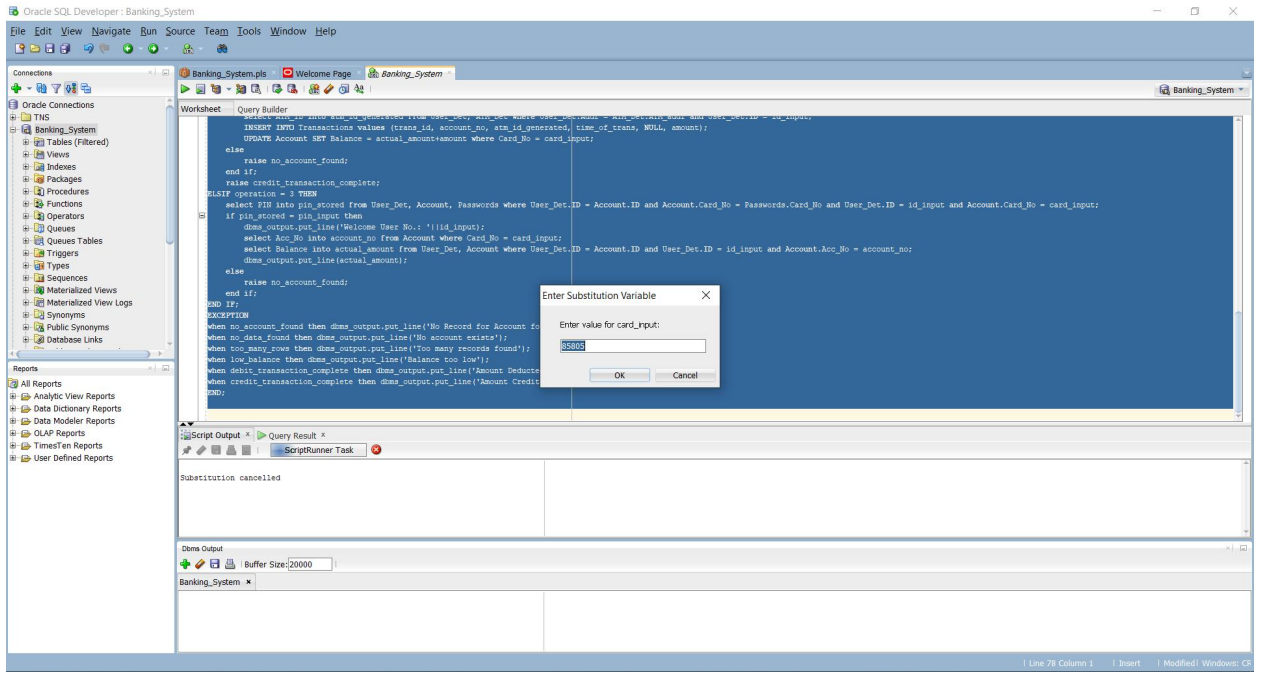 Oracle SQL Developer : Banking_System
File Edit View Navigate Run Source Team Tools Window Help
Connections
Oracle Connections
TNS
Banking_System
Tables (Filtered)
Views
Indexes
Packages
Procedures
Functions
Operators
Queues
Queues Tables
Triggers
Types
Sequences
Materialized Views
Materialized View Logs
Synonyms
Public Synonyms
Database Links
Reports
All Reports
Analytic View Reports
Data Dictionary Reports
Data Modeler Reports
OLAP Reports
TimesTen Reports
User Defined Reports
Banking_System.pls Welcome Page Banking_System
Banking_System
Worksheet Query Builder
INSERT INTO Transactions values (trans_id, account_no, atm_id_generated, time_of_trans, NULL, amount);
UPDATE Account SET Balance = actual_amount+amount where Card_No = card_input;
else
raise no_account_found;
end if;
raise credit_transaction_complete;
ELSIF operation = 3 THEN
select PIN into pin_stored from User_Det, Account, Passwords where User_Det.ID = Account.ID and Account.Card_No = Passwords.Card_No and User_Det.ID = id_input and Account.Card_No = card_input;
if pin_stored = pin_input then
dbms_output.put_line('Welcome User No.: '||id_input);
select Acc_No into account_no from Account where Card_No = card_input;
select Balance into actual_amount from User_Det, Account where User_Det.ID = Account.ID and User_Det.ID = id_input and Account.Acc_No = account_no;
dbms_output.put_line(actual_amount);
else
raise no_account_found;
end if;
END IF;
EXCEPTION
when no_account_found then dbms_output.put_line('No Record for Account fo
when no_data_found then dbms_output.put_line('No account exists');
when too_many_rows then dbms_output.put_line('Too many records found');
when low_balance then dbms_output.put_line('Balance too low');
when debit_transaction_complete then dbms_output.put_line('Amount Deducte
when credit_transaction_complete then dbms_output.put_line('Amount Credit
END;
Enter Substitution Variable
Enter value for card_input:
85805
OK Cancel
Script Output Query Result
ScriptRunner Task
Substitution cancelled
Dbms Output
Buffer Size: 20000
Banking_System
Line 78 Column 1 Insert Modified Windows: CR